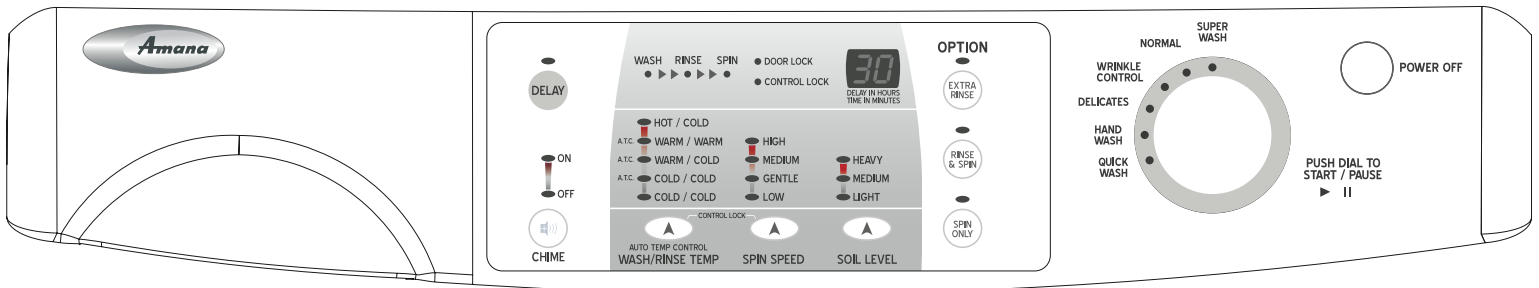 Amana
DELAY
ON
OFF
CHIME
WASH RINSE SPIN
DOOR LOCK
CONTROL LOCK
30
DELAY IN HOURS
TIME IN MINUTES
HOT / COLD
A.T.C. WARM / WARM
A.T.C. WARM / COLD
A.T.C. COLD / COLD
COLD / COLD
HIGH
MEDIUM
GENTLE
LOW
HEAVY
MEDIUM
LIGHT
CONTROL LOCK
AUTO TEMP CONTROL
WASH/RINSE TEMP
SPIN SPEED
SOIL LEVEL
OPTION
EXTRA
RINSE
RINSE
& SPIN
SPIN
ONLY
SUPER
WASH
NORMAL
WRINKLE
CONTROL
DELICATES
HAND
WASH
QUICK
WASH
PUSH DIAL TO
START / PAUSE
POWER OFF